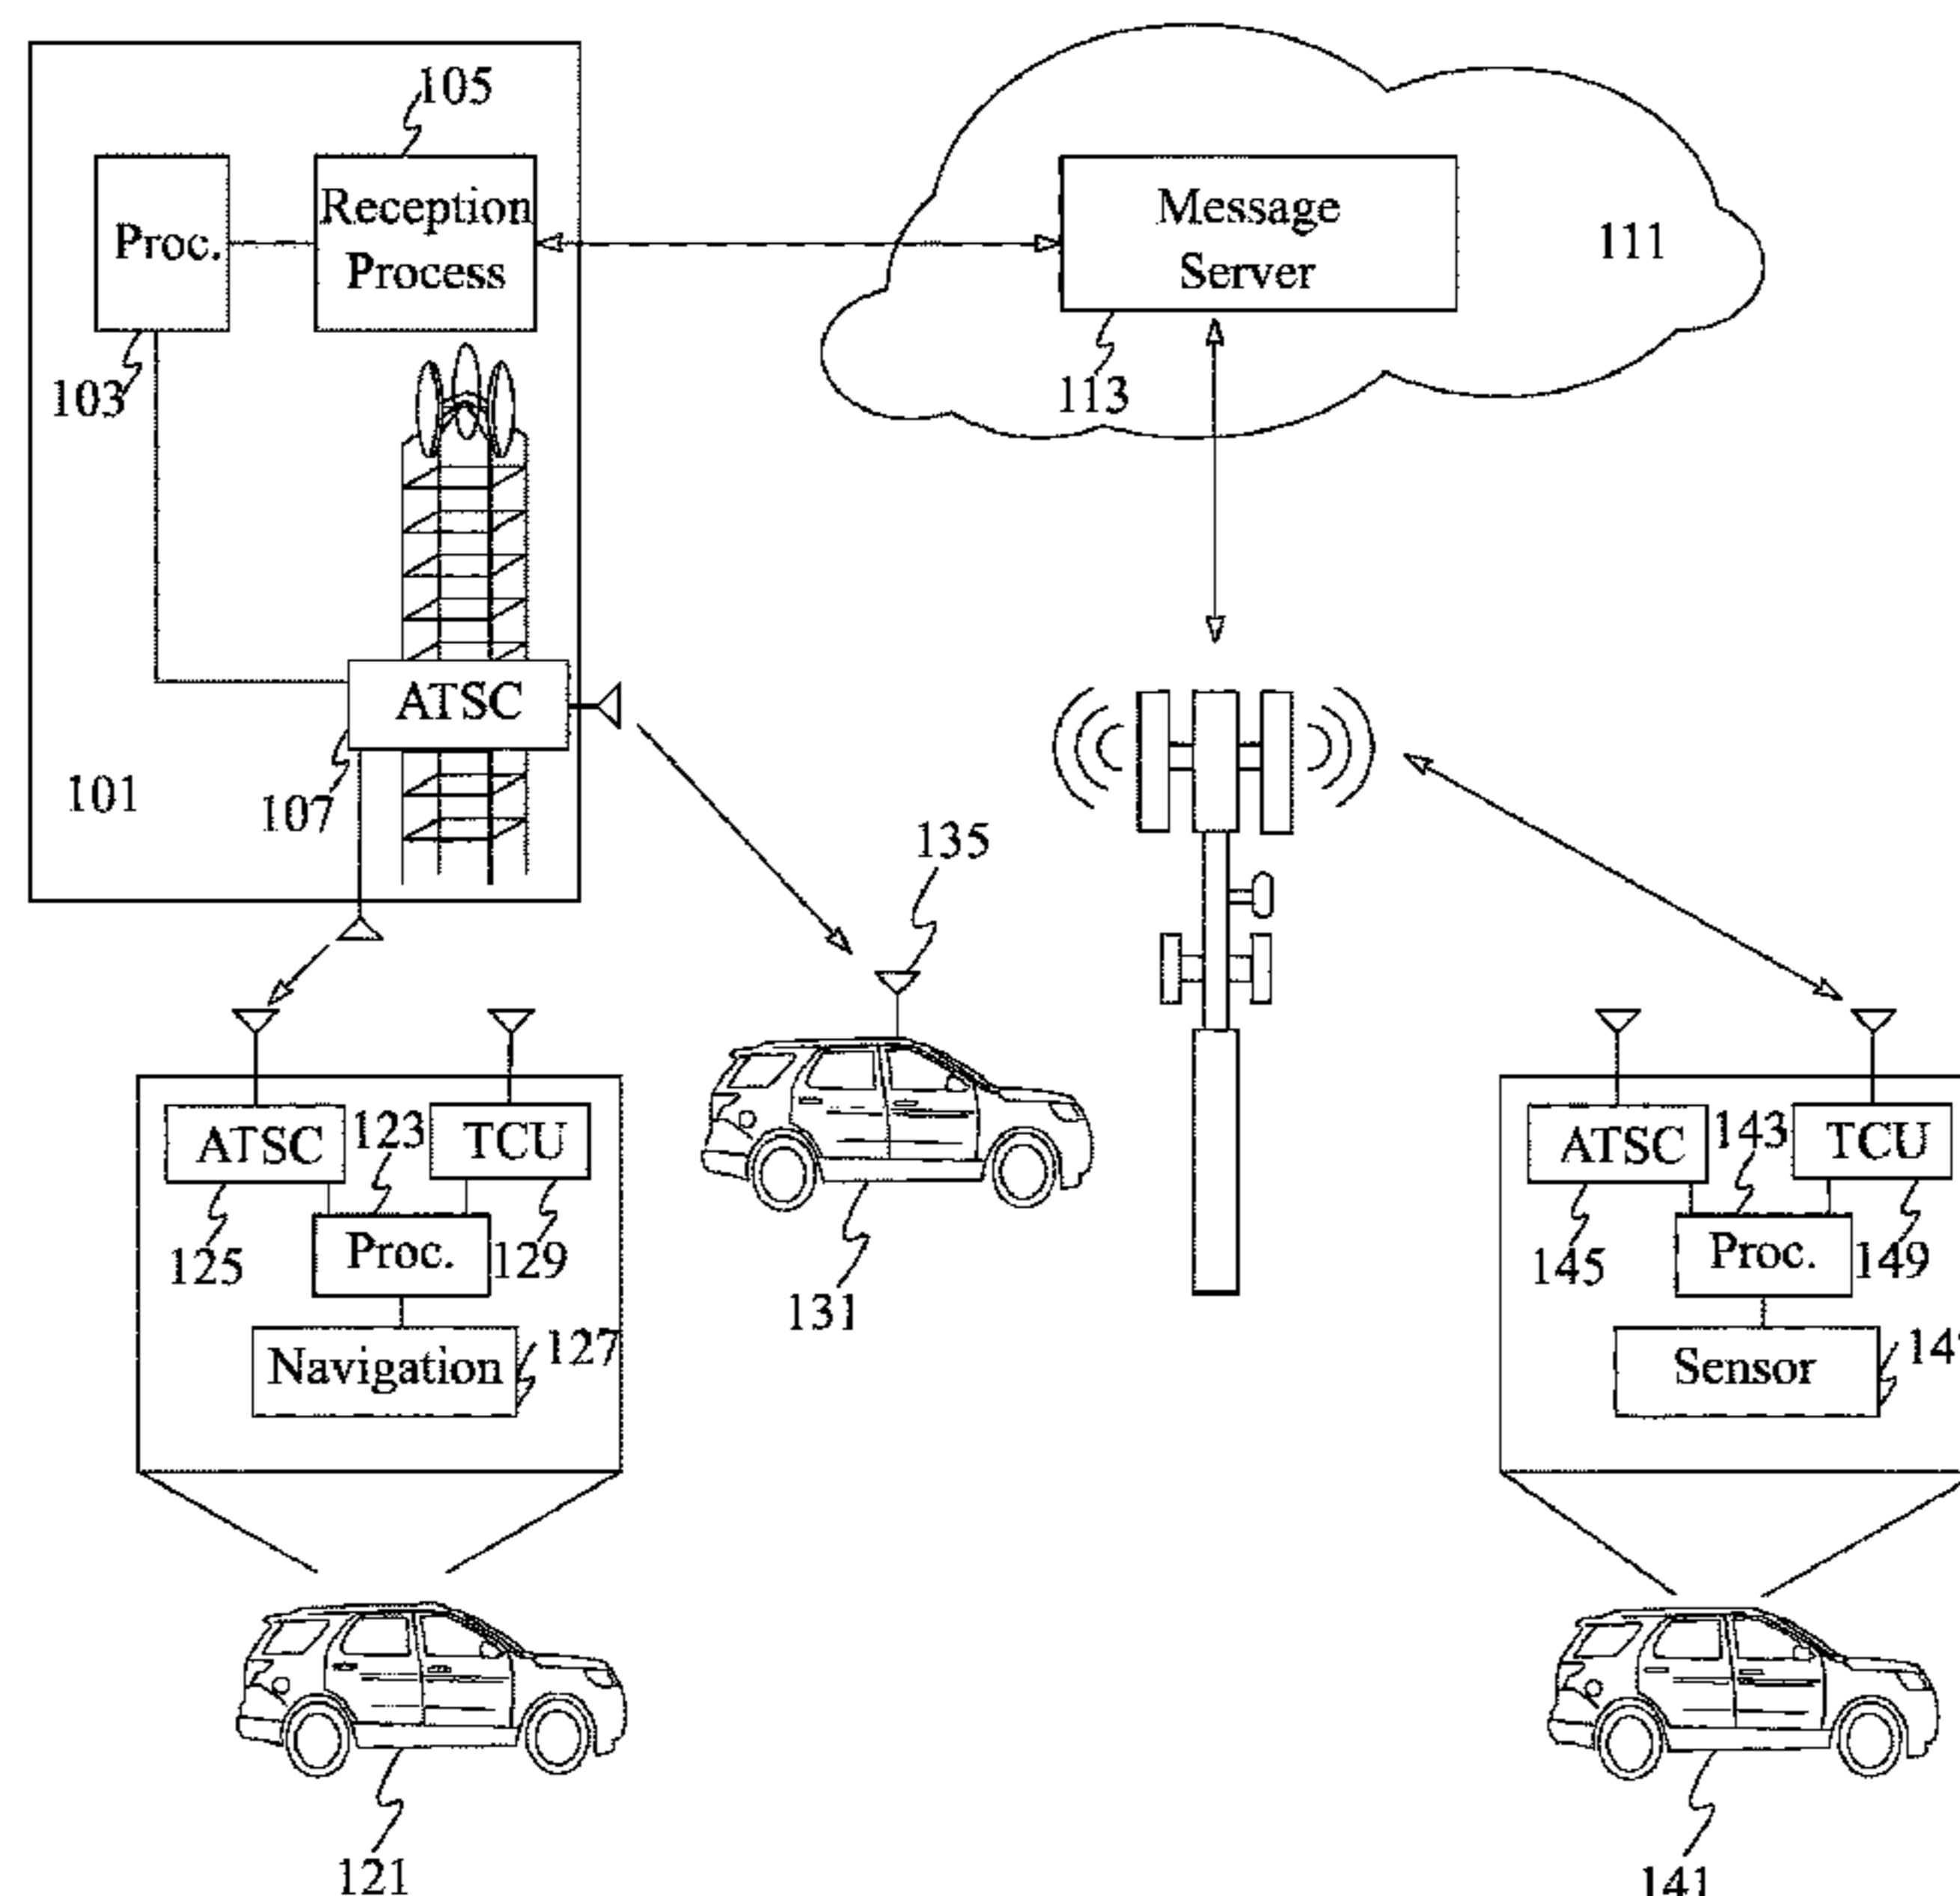 105
Reception
Process
Proc.
103
Message
Server
111
113
ATSC
101
107
135
ATSC
123
TCU
125
Proc.
129
Navigation
127
131
ATSC
143
TCU
145
Proc.
149
Sensor
121
141